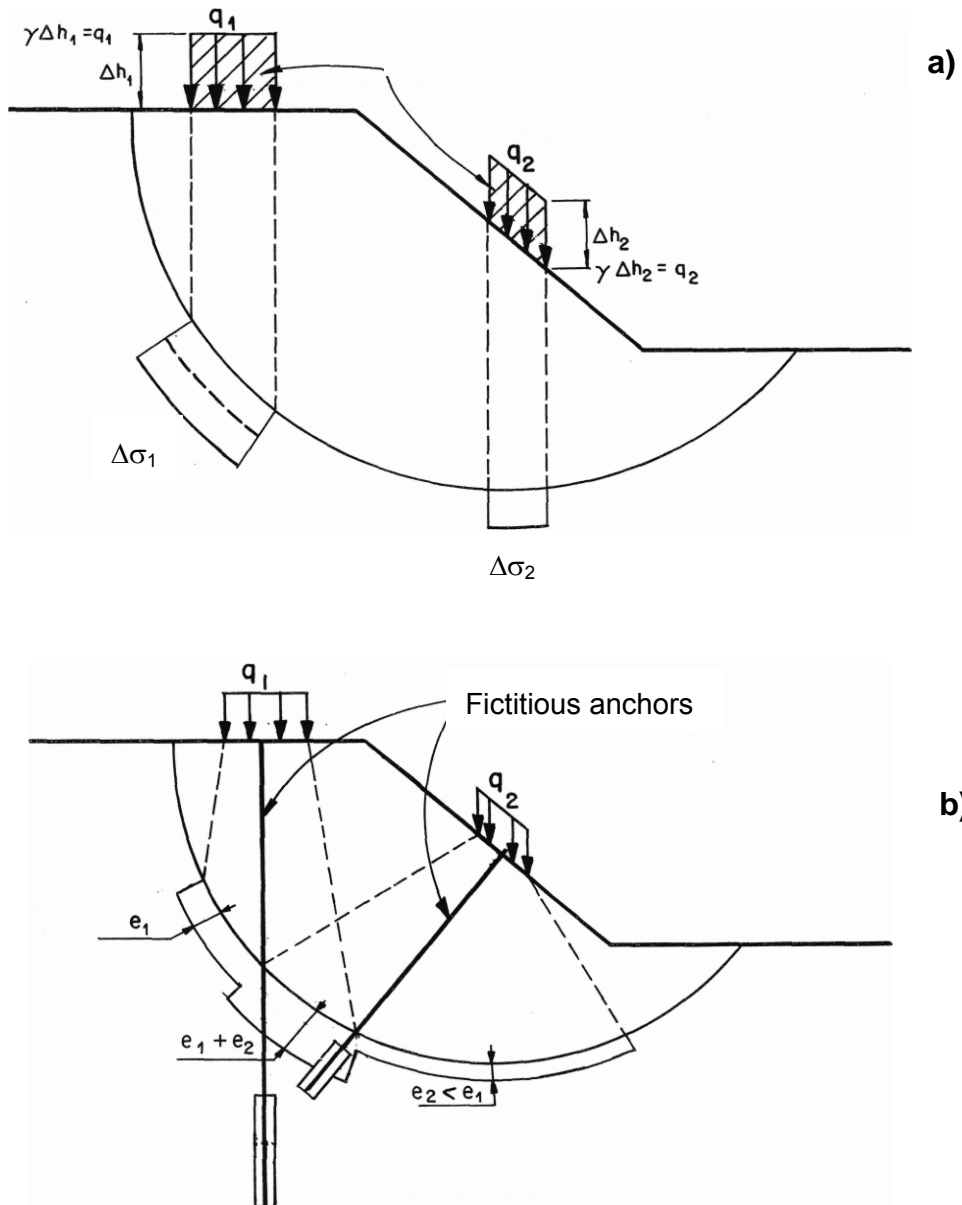 γΔh₁=q₁
q₁
a)
Δh₁
q₂
Δh₂
γ Δh₂ = q₂
Δσ₁
Δσ₂
q₁
Fictitious anchors
q₂
b)
e₁
e₁ + e₂
e₂ < e₁